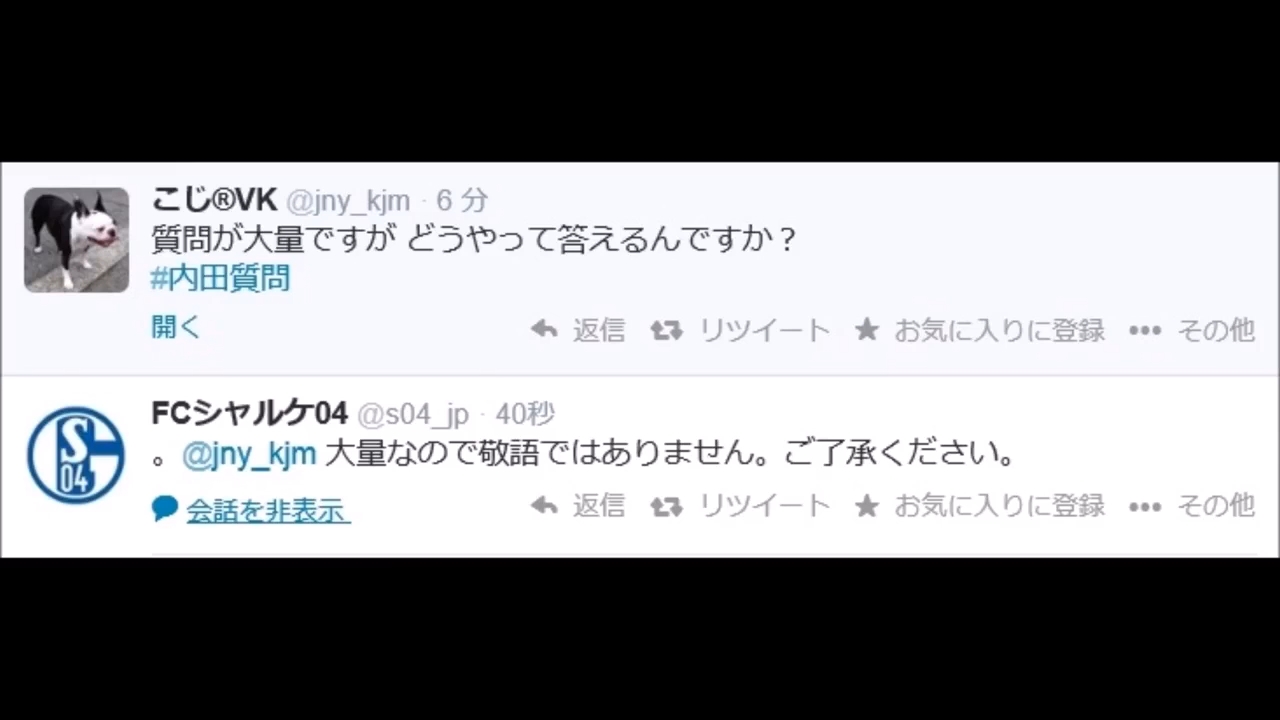 こじ®VK @jny_kjm · 6 分
質問が大量ですが どうやって答えるんですか？
#内田質問
開く 返信 リツイート お気に入りに登録 その他
FCシャルケ04 @s04_jp · 40秒
。@jny_kjm 大量なので敬語ではありません。ご了承ください。
会話を非表示 返信 リツイート お気に入りに登録 その他
S
04